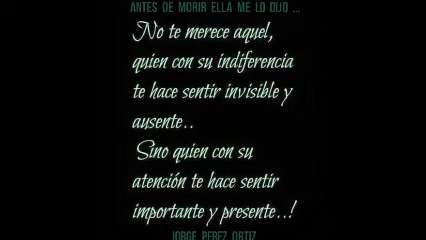 ANTES DE MORIR ELLA ME LO DIJO ...
No te merece aquel,
quien con su indiferencia
te hace sentir invisible y
ausente..
Sino quien con su
atención te hace sentir
importante y presente..!
JORGE PEREZ ORTIZ